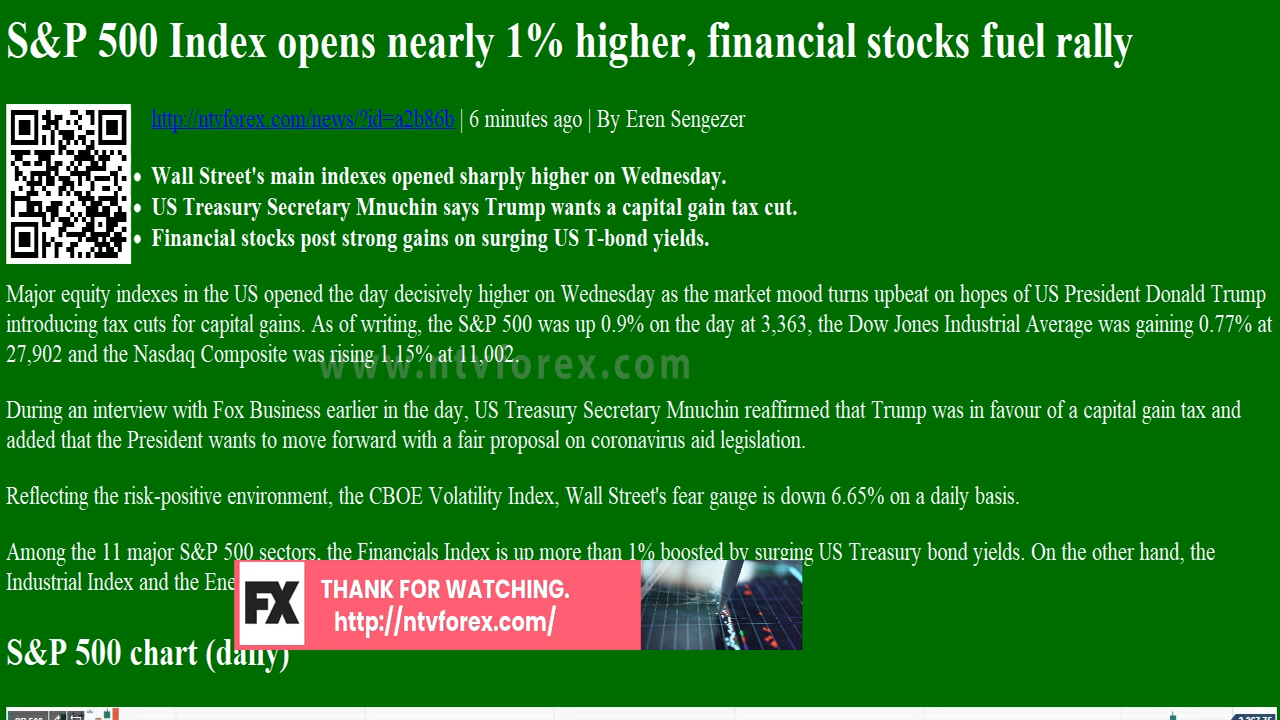 S&P 500 Index opens nearly 1% higher, financial stocks fuel rally
http://ntvforex.com/news/?id=a2b86b | 6 minutes ago | By Eren Sengezer
Wall Street's main indexes opened sharply higher on Wednesday.
US Treasury Secretary Mnuchin says Trump wants a capital gain tax cut.
Financial stocks post strong gains on surging US T-bond yields.
Major equity indexes in the US opened the day decisively higher on Wednesday as the market mood turns upbeat on hopes of US President Donald Trump
introducing tax cuts for capital gains. As of writing, the S&P 500 was up 0.9% on the day at 3,363, the Dow Jones Industrial Average was gaining 0.77% at
27,902 and the Nasdaq Composite was rising 1.15% at 11,002.
www.ntvforex.com
During an interview with Fox Business earlier in the day, US Treasury Secretary Mnuchin reaffirmed that Trump was in favour of a capital gain tax and
added that the President wants to move forward with a fair proposal on coronavirus aid legislation.
Reflecting the risk-positive environment, the CBOE Volatility Index, Wall Street's fear gauge is down 6.65% on a daily basis.
Among the 11 major S&P 500 sectors, the Financials Index is up more than 1% boosted by surging US Treasury bond yields. On the other hand, the
Industrial Index and the Ene
FX
THANK FOR WATCHING.
http://ntvforex.com/
S&P 500 chart (daily)